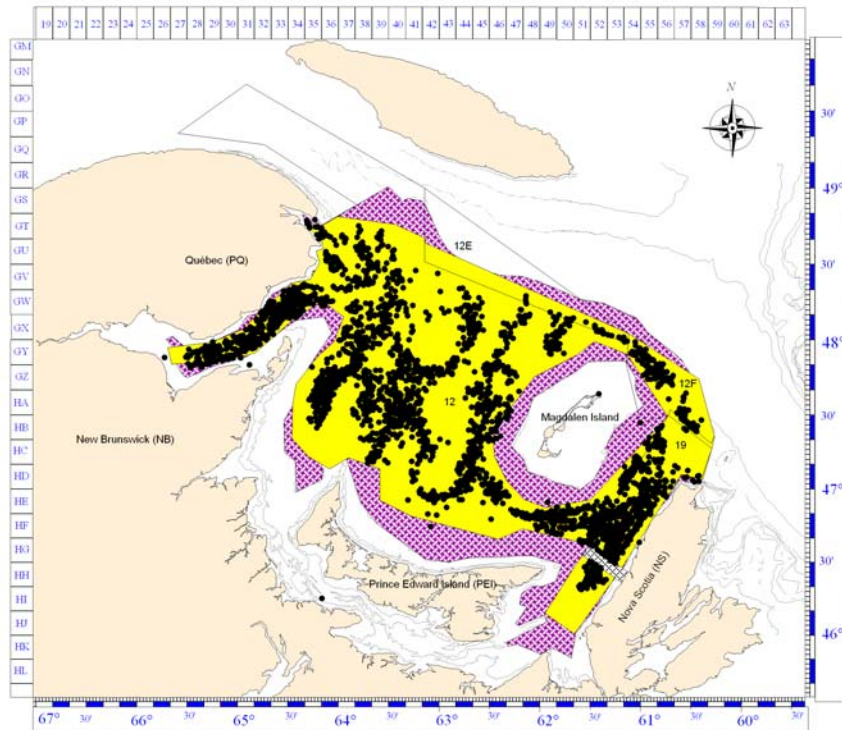 19 20 21 22 23 24 25 26 27 28 29 30 31 32 33 34 35 36 37 38 39 40 41 42 43 44 45 46 47 50 51 52 53 54 55 56 57 58 59 60 61 62 63
GM
GN
GO
GP
30'
N
GQ
GR
49°
GS
GT
GU
12E
Québec (PQ)
GV
30'
GW
GX
48°
GY
GZ
12F
HA
12
Magdalen Island
30'
HB
New Brunswick (NB)
19
HC
HD
47°
HE
HF
HG
30'
HH
Prince Edward Island (PEI)
Nova Scotia (NS)
HI
HJ
46°
HK
HL
67° 30' 66° 30' 65° 30' 64° 30' 63° 30' 62° 30' 61° 30' 60° 30'